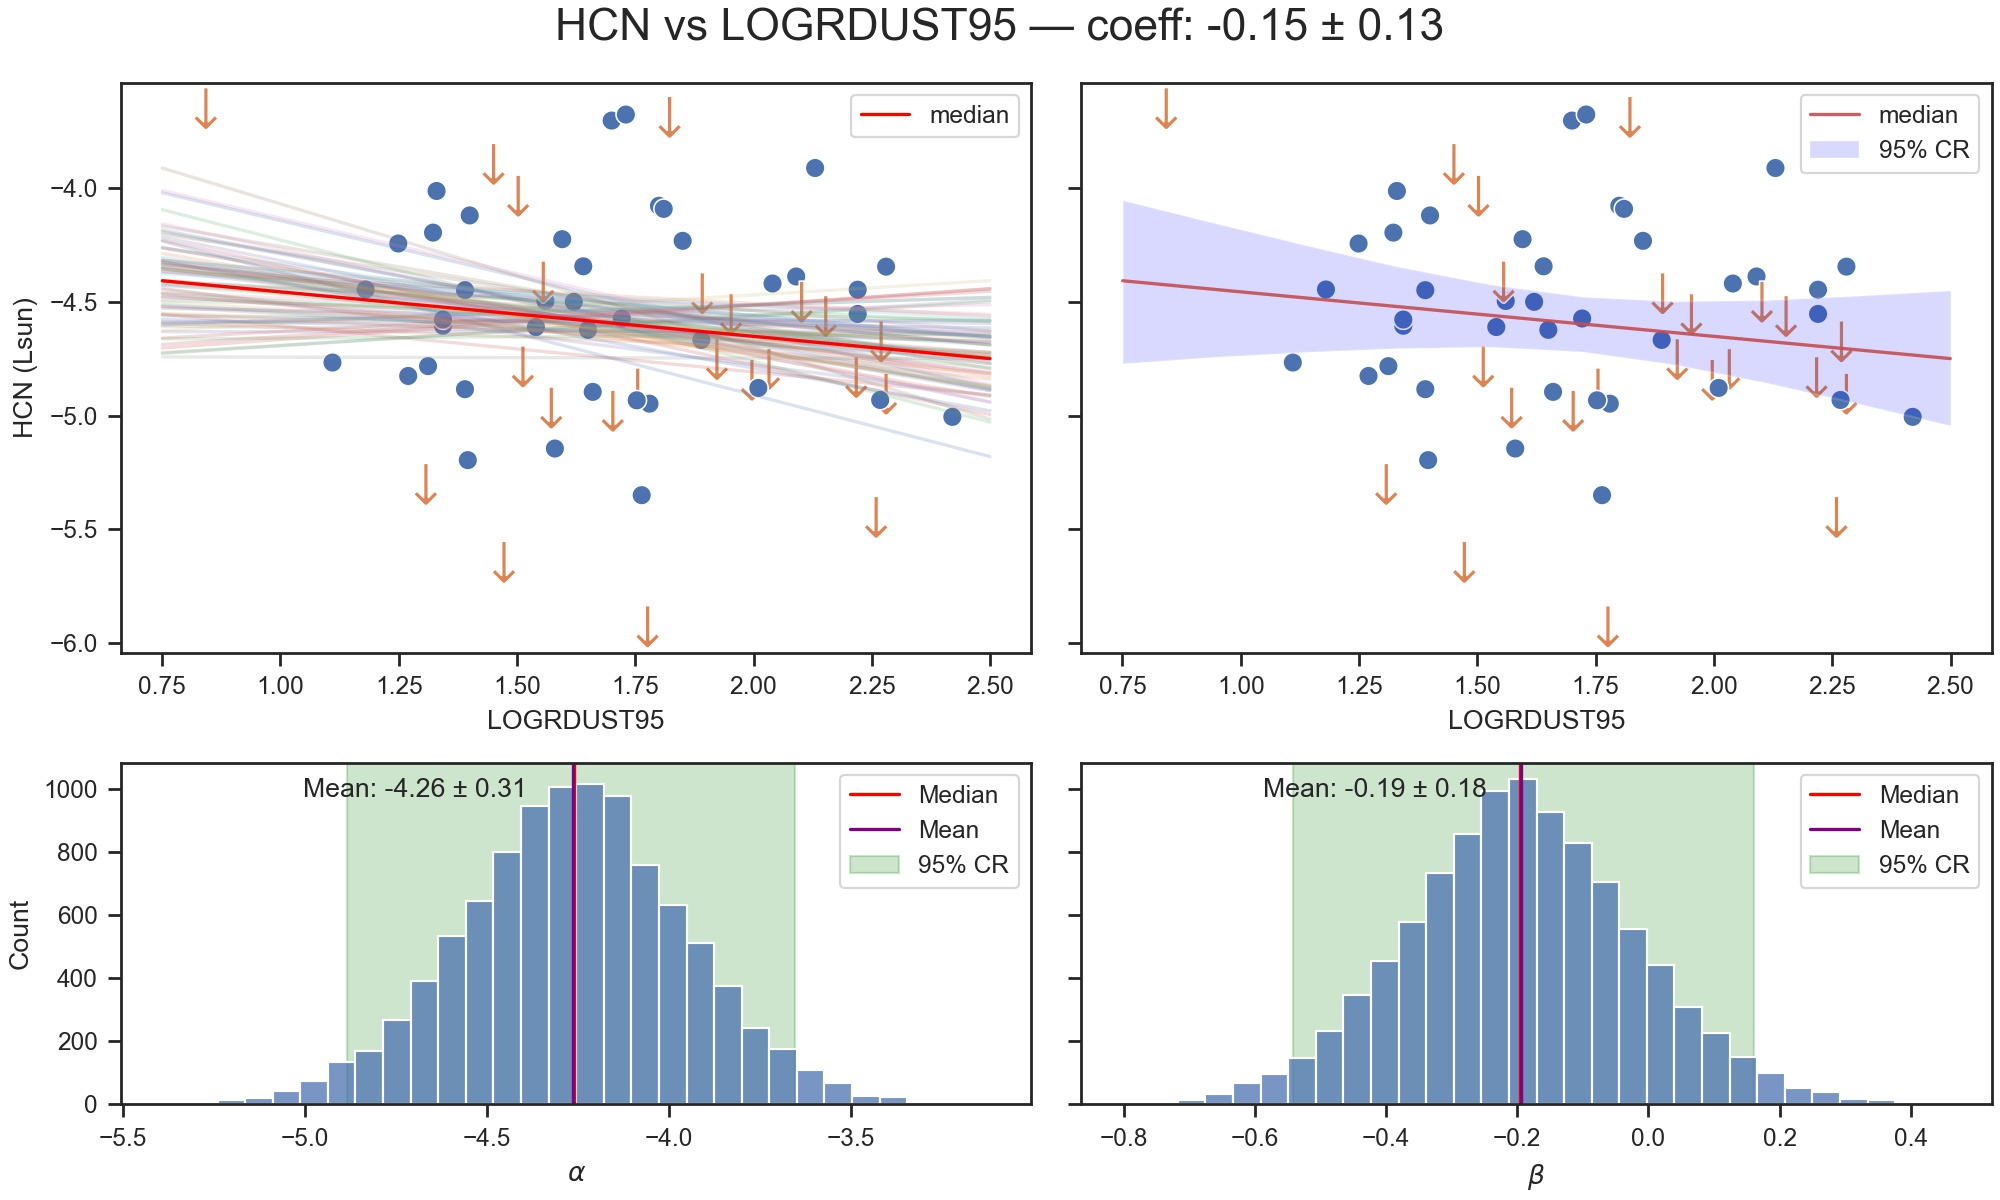 HCN vs LOGRDUST95 — coeff: -0.15 ± 0.13
median
median
95% CR
HCN (Lsun)
−4.0
−4.5
−5.0
−5.5
−6.0
0.75 1.00 1.25 1.50 1.75 2.00 2.25 2.50
0.75 1.00 1.25 1.50 1.75 2.00 2.25 2.50
LOGRDUST95
LOGRDUST95
Mean: -4.26 ± 0.31
Median
Mean
95% CR
Mean: -0.19 ± 0.18
Median
Mean
95% CR
Count
1000
800
600
400
200
0
−5.5 −5.0 −4.5 −4.0 −3.5
−0.8 −0.6 −0.4 −0.2 0.0 0.2 0.4
α
β